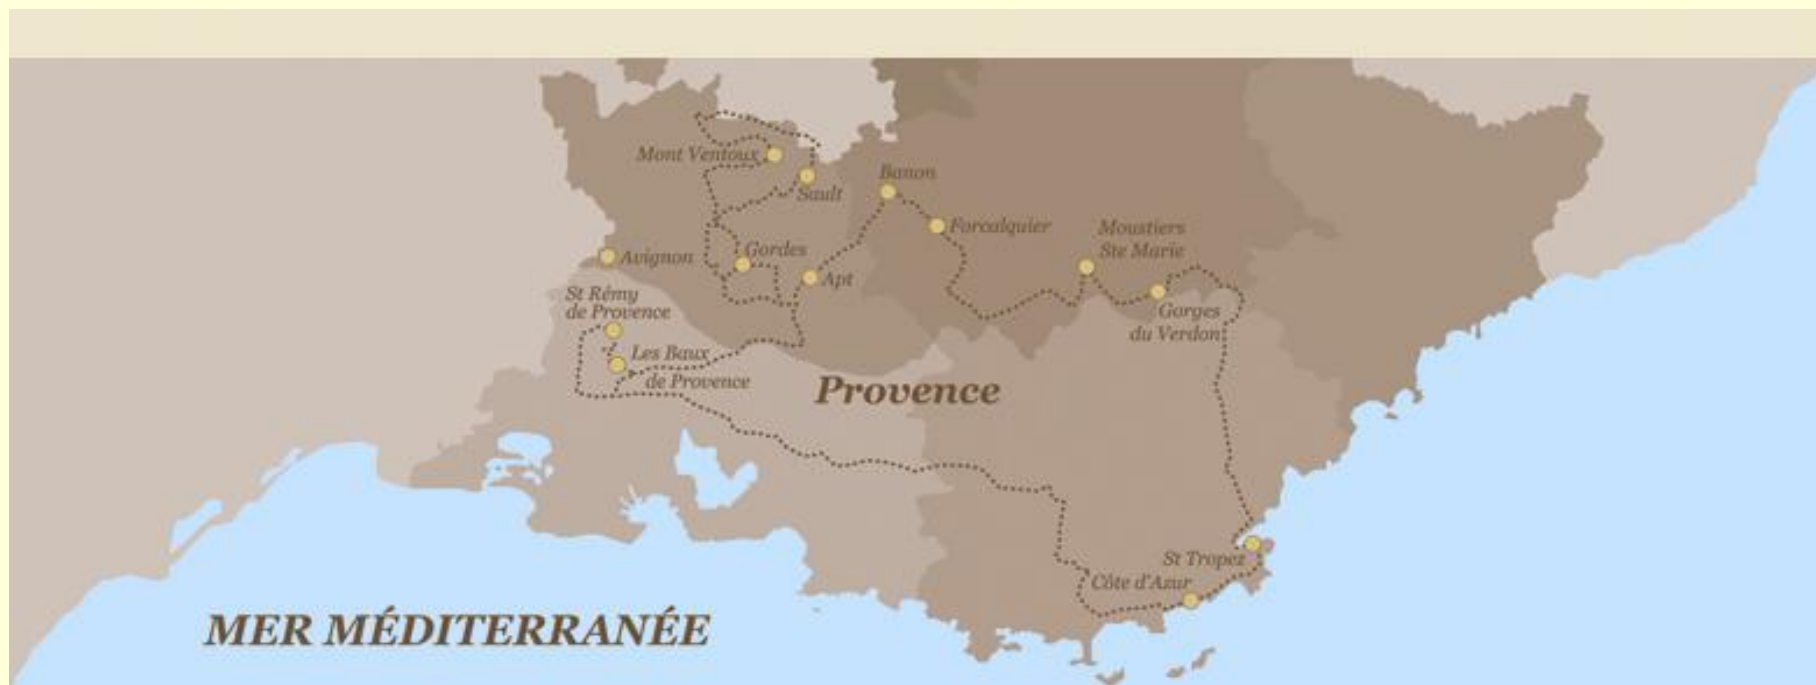 Mont Ventoux
Sault
Banon
Forcalquier
Moustiers
Ste Marie
Avignon
Gordes
Apt
St Rémy
de Provence
Gorges
du Verdon
Les Baux
de Provence
Provence
St Tropez
Côte d'Azur
MER MÉDITERRANÉE